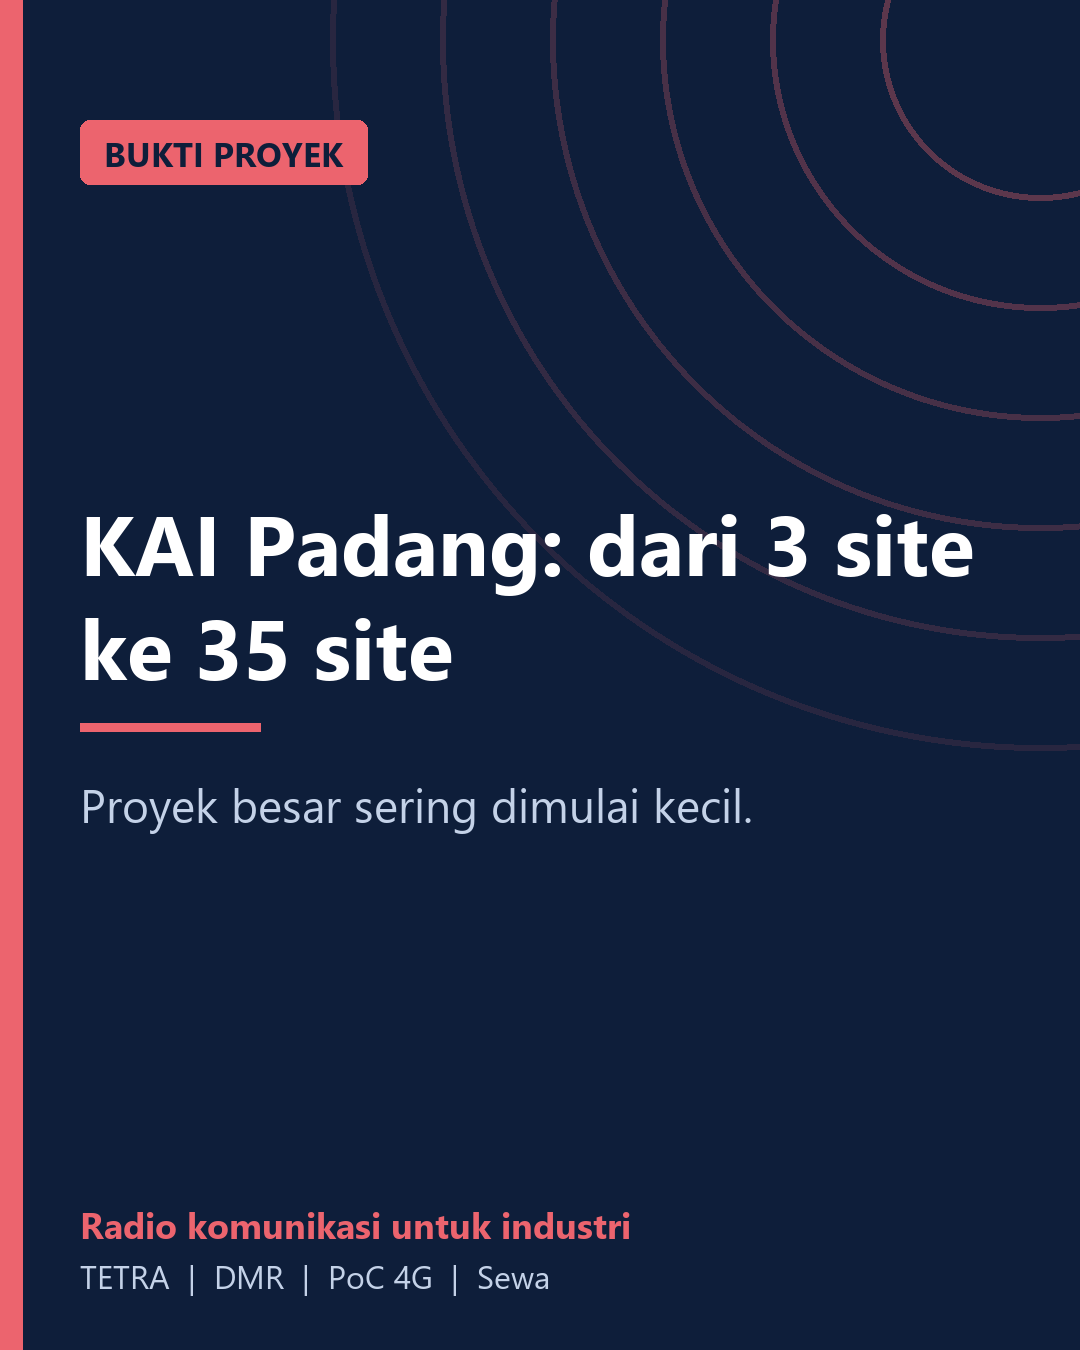 BUKTI PROYEK
KAI Padang: dari 3 site
ke 35 site
Proyek besar sering dimulai kecil.
Radio komunikasi untuk industri
TETRA | DMR | PoC 4G | Sewa